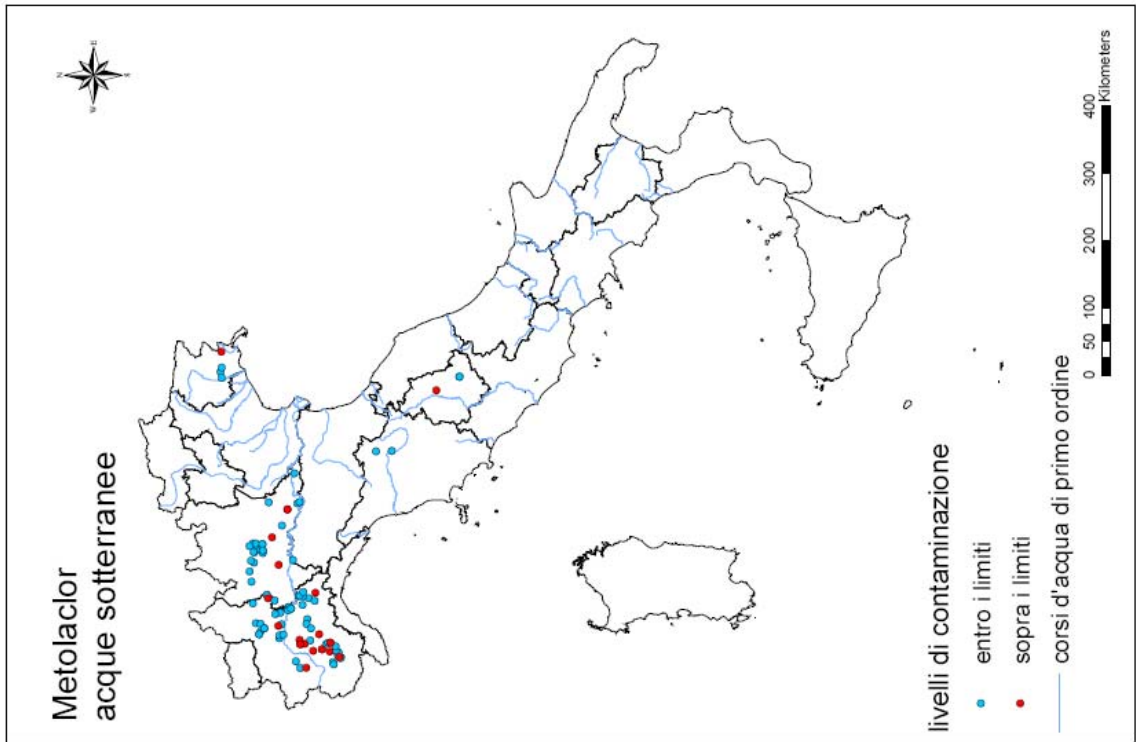 Metolaclor
acque sotterranee
N
W
E
S
livelli di contaminazione
entro i limiti
sopra i limiti
corsi d'acqua di primo ordine
0 50 100 200 300 400
Kilometers